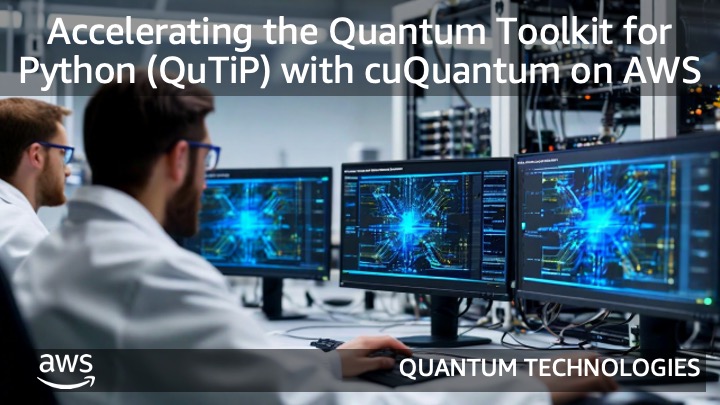 Accelerating the Quantum Toolkit for
Python (QuTiP) with cuQuantum on AWS
aws
QUANTUM TECHNOLOGIES